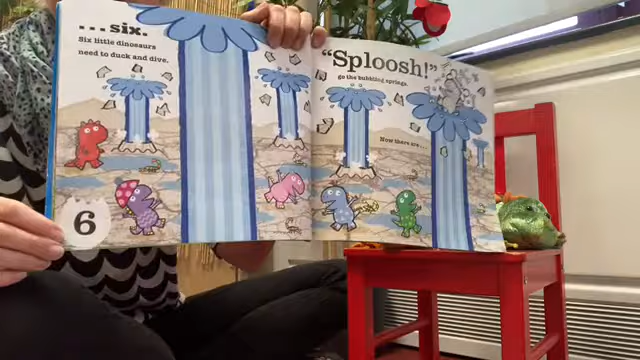 ...six.
Six little dinosaurs
need to duck and dive.
6
"Sploosh!"
go the bubbling springs.
Now there are...